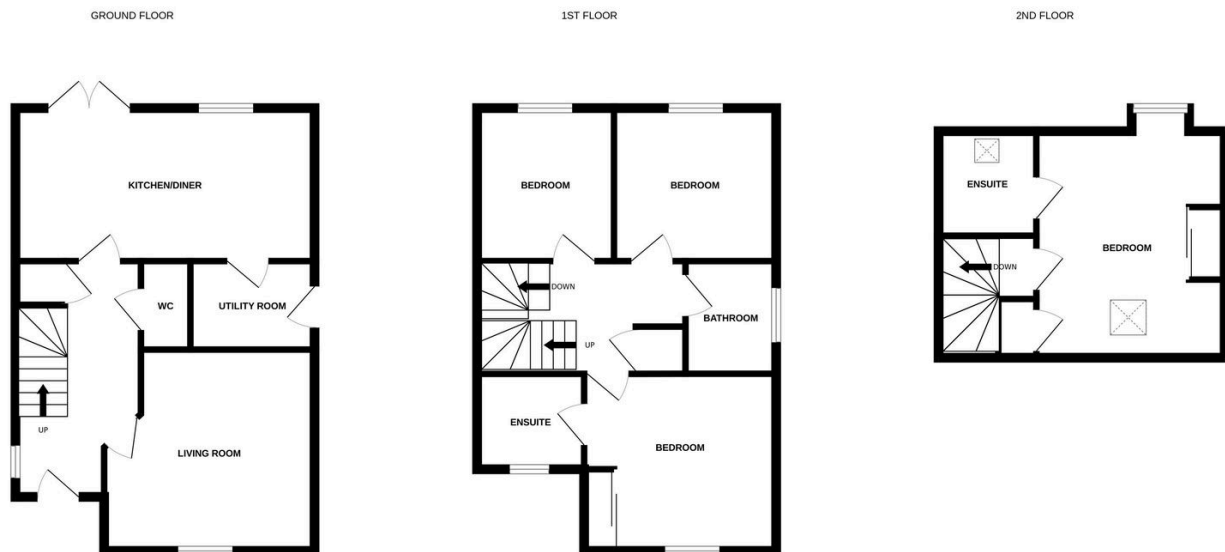 GROUND FLOOR
KITCHEN/DINER
WC
UTILITY ROOM
UP
LIVING ROOM
1ST FLOOR
BEDROOM
BEDROOM
DOWN
BATHROOM
UP
ENSUITE
BEDROOM
2ND FLOOR
ENSUITE
BEDROOM
DOWN